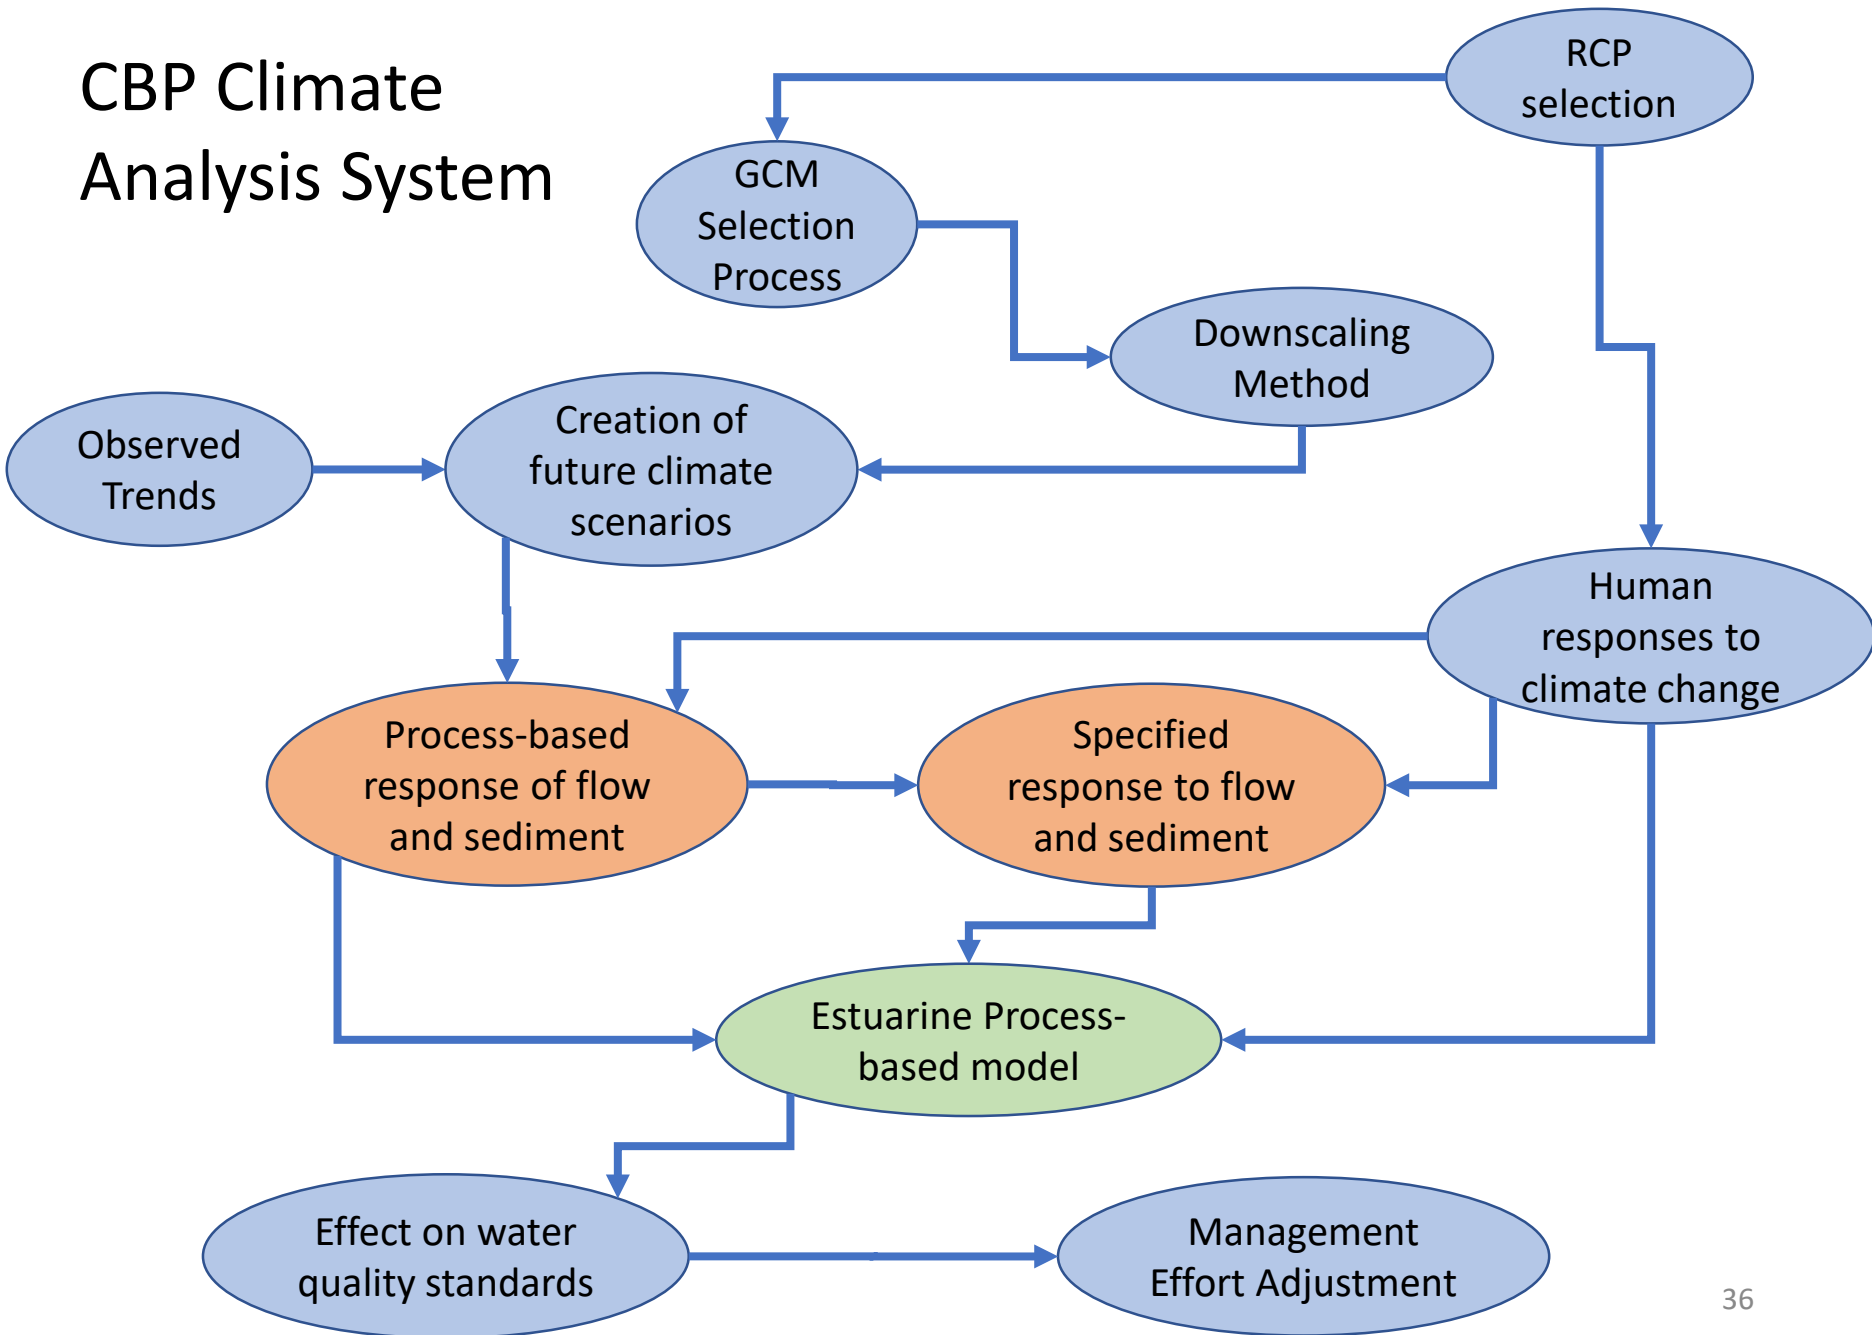 CBP Climate
Analysis System
RCP
selection
GCM
Selection
Process
Downscaling
Method
Observed
Trends
Creation of
future climate
scenarios
Human
responses to
climate change
Process-based
response of flow
and sediment
Specified
response to flow
and sediment
Estuarine Process-
based model
Effect on water
quality standards
Management
Effort Adjustment
36